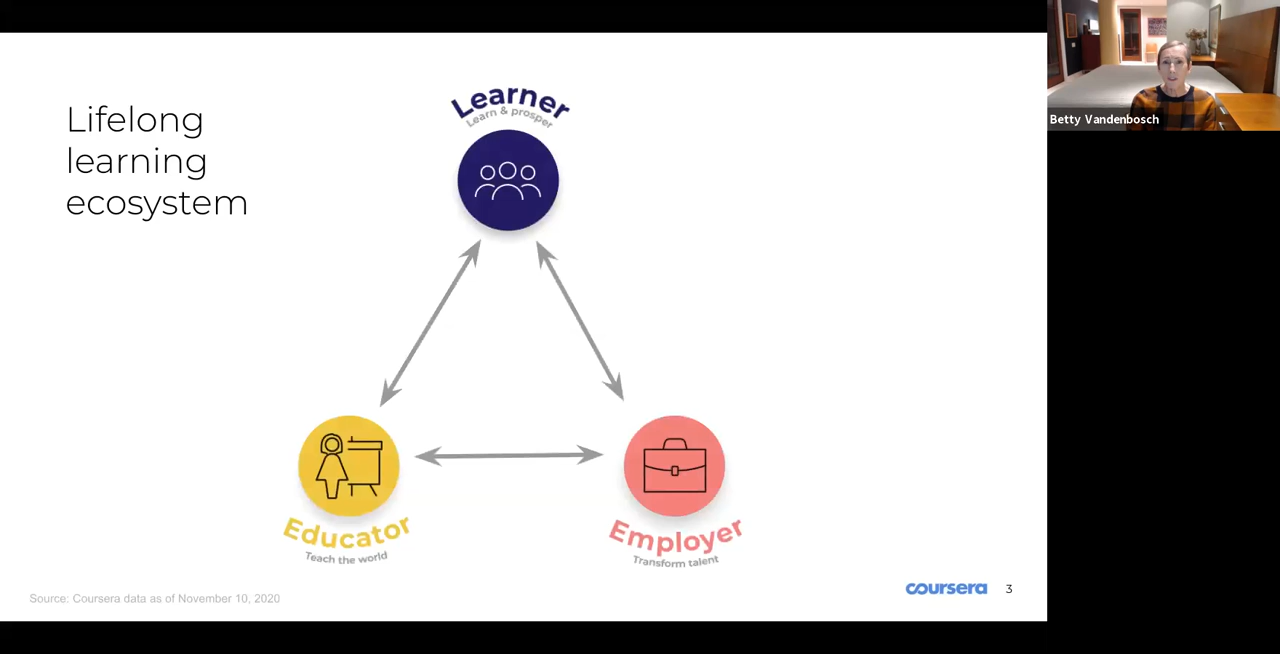 Lifelong
learning
ecosystem
Learner
Learn & prosper
Educator
Teach the world
Employer
Transform talent
Source: Coursera data as of November 10, 2020
coursera
3
Betty Vandenbosch